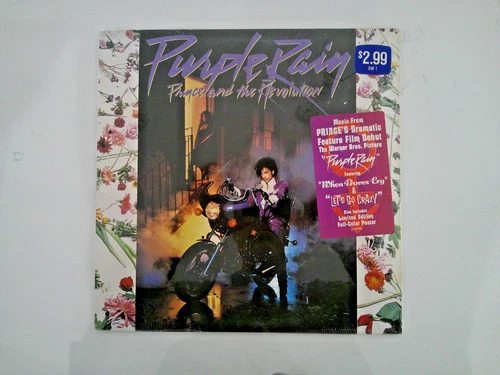 Purple Rain
Prince and the Revolution
$2.99
Music From
PRINCE'S Dramatic
Feature Film Debut
The Warner Bros. Picture
"Purple Rain"
Featuring
"When Doves Cry"
&
"LET'S GO CRAZY"
Also Includes
Limited Edition
Full-Color Poster